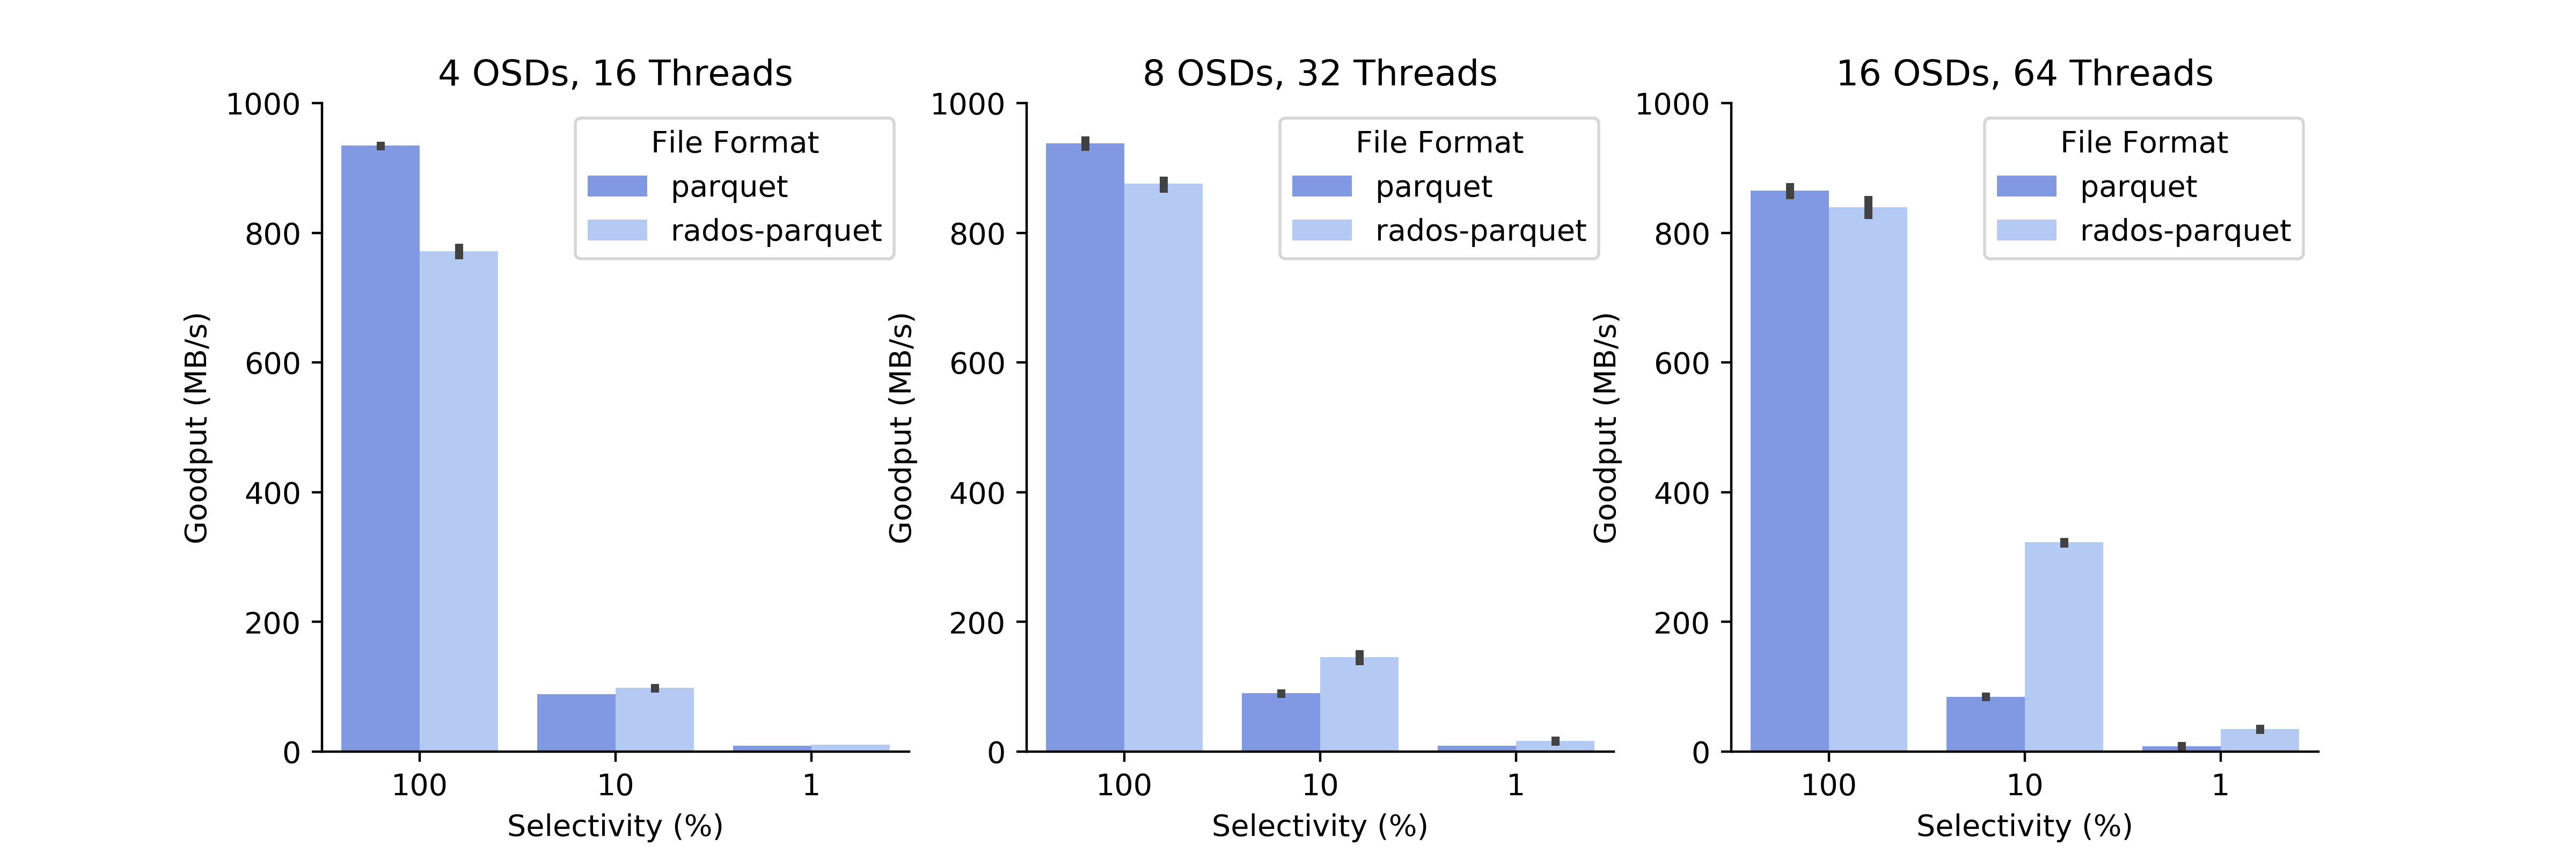 4 OSDs, 16 Threads
1000
800
600
400
200
0
Goodput (MB/s)
File Format
parquet
rados-parquet
100 10 1
Selectivity (%)
8 OSDs, 32 Threads
1000
800
600
400
200
0
Goodput (MB/s)
File Format
parquet
rados-parquet
100 10 1
Selectivity (%)
16 OSDs, 64 Threads
1000
800
600
400
200
0
Goodput (MB/s)
File Format
parquet
rados-parquet
100 10 1
Selectivity (%)